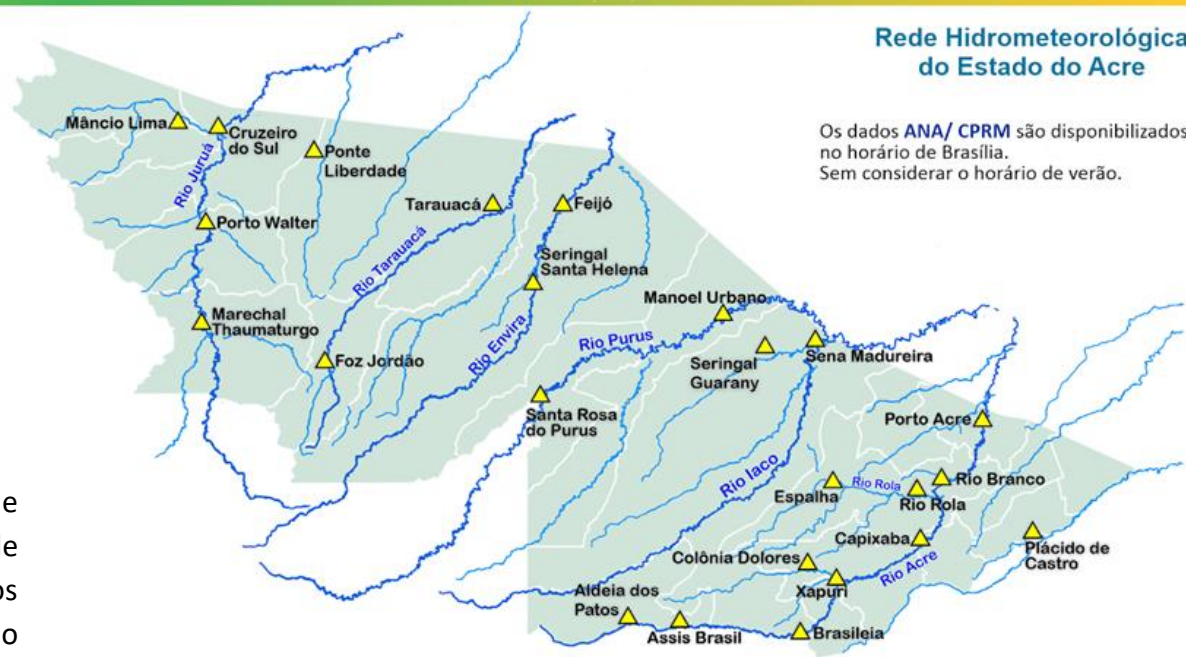 Rede Hidrometeorológica
do Estado do Acre
Os dados ANA/ CPRM são disponibilizados
no horário de Brasília.
Sem considerar o horário de verão.
Mâncio Lima
Cruzeiro
do Sul
Rio Juruá
Ponte
Liberdade
Porto Walter
Tarauacá
Feijó
Rio Tarauacá
Seringal
Santa Helena
Marechal
Thaumaturgo
Foz Jordão
Rio Envira
Manoel Urbano
Rio Purus
Seringal
Guarany
Sena Madureira
Santa Rosa
do Purus
Porto Acre
Rio Iaco
Espalha
Rio Rola
Rio Rola
Rio Branco
Capixaba
Plácido de
Castro
Colônia Dolores
Rio Acre
Xapuri
Aldeia dos
Patos
Assis Brasil
Brasileia
e
le
os
o